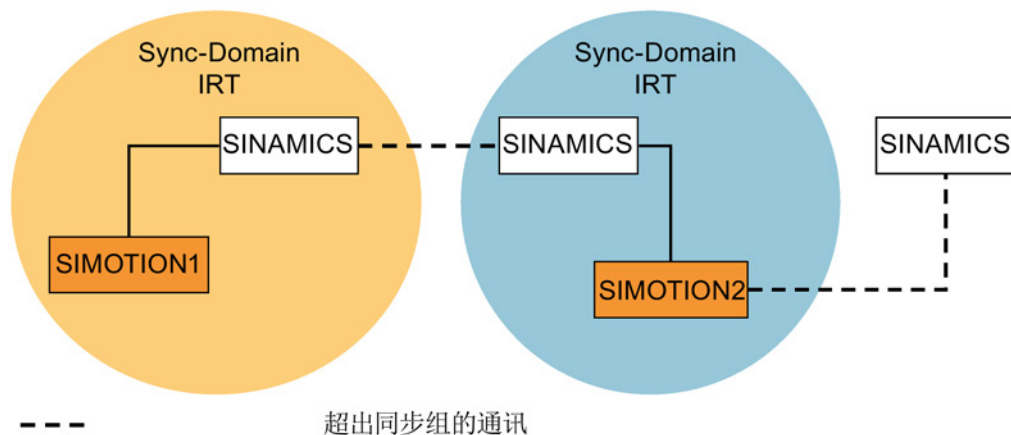 Sync-Domain
IRT
Sync-Domain
IRT
SINAMICS
SINAMICS
SINAMICS
SIMOTION1
SIMOTION2
超出同步组的通讯